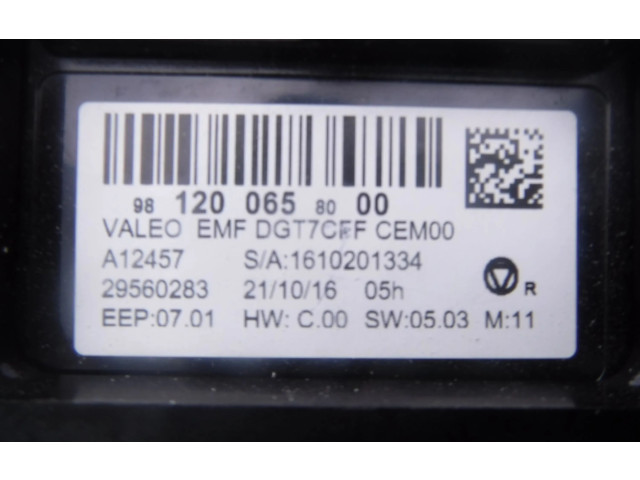 98 120 065 80 00
VALEO EMF DGT7CFF CEM00
A12457 S/A:1610201334
29560283 21/10/16 05h
R
EEP:07.01 HW: C.00 SW:05.03 M:11